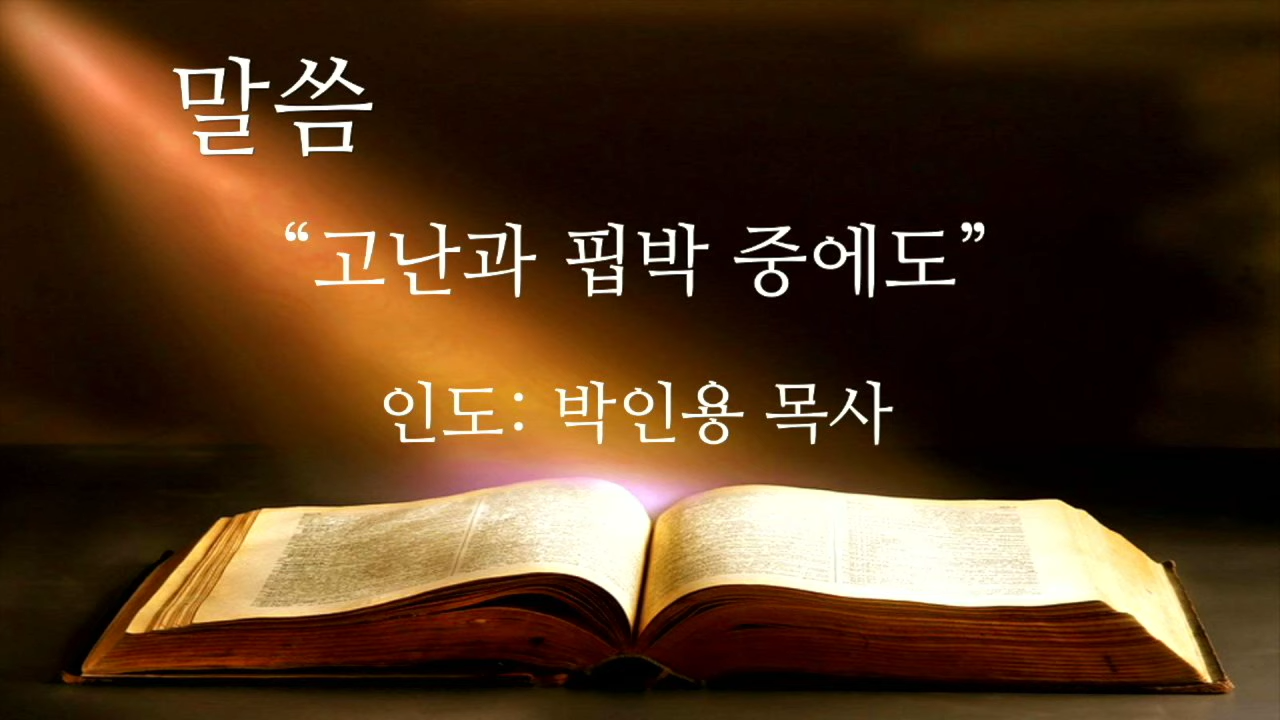 말씀
“고난과 핍박 중에도”
인도: 박인용 목사